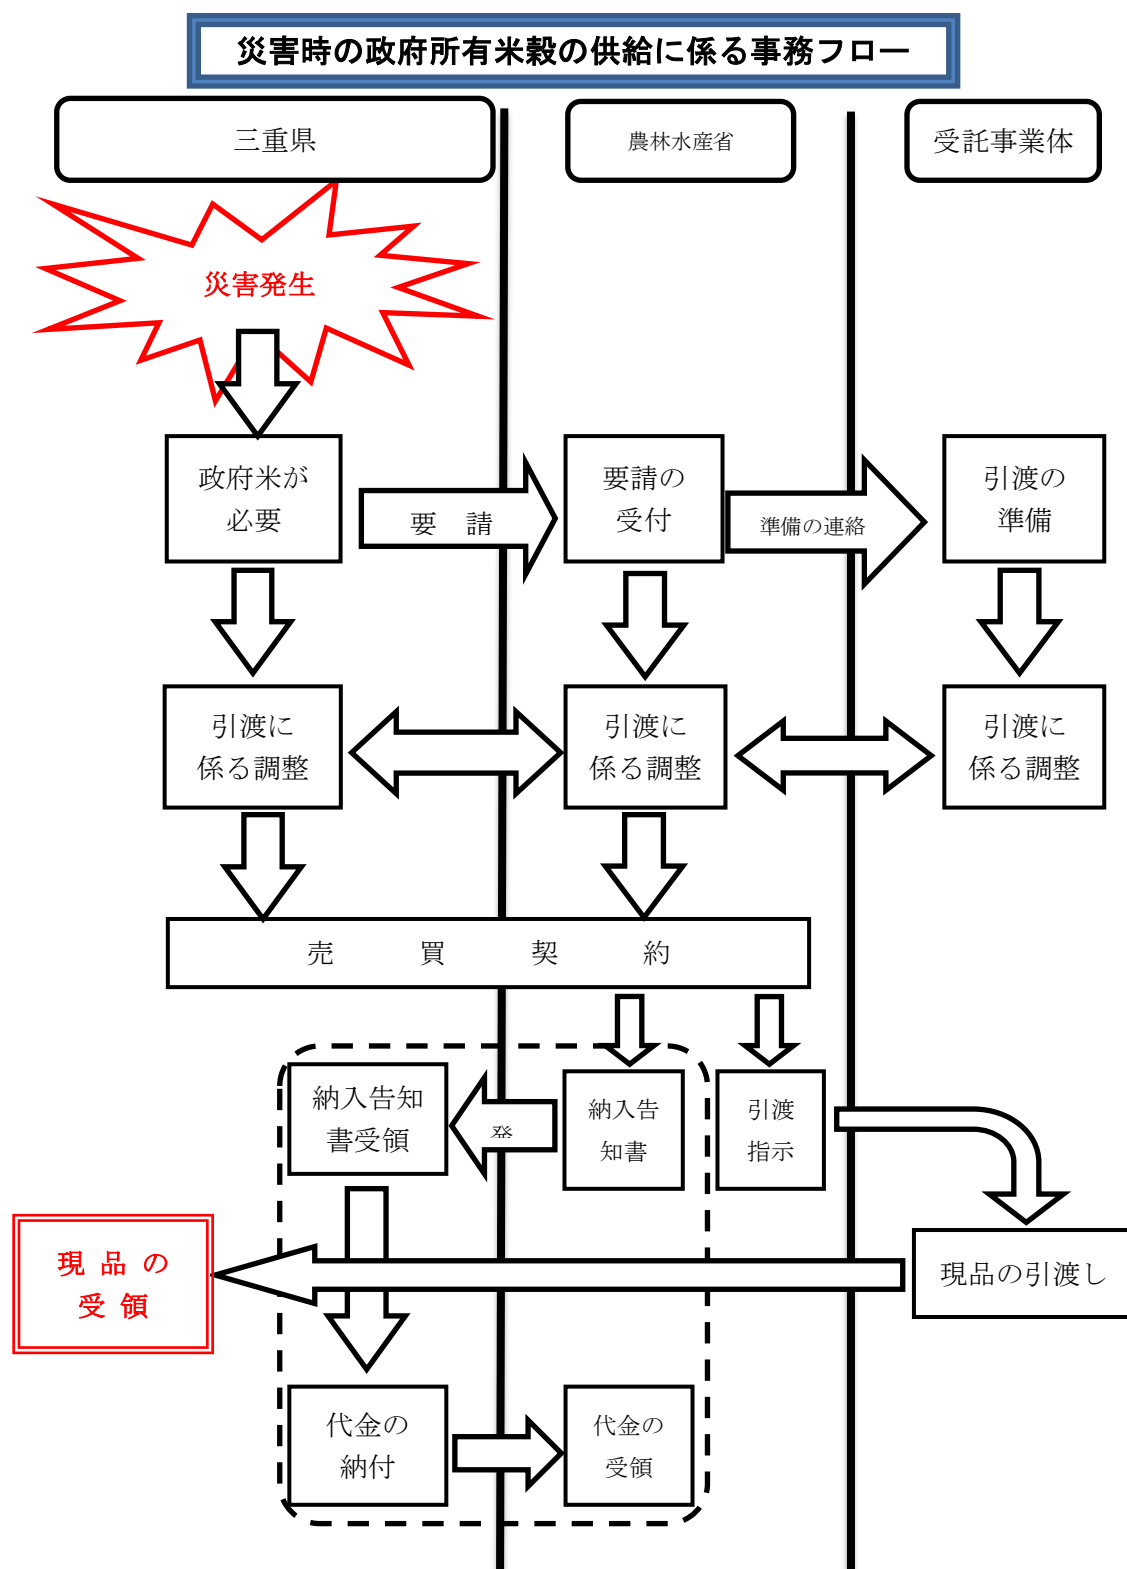 災害時の政府所有米穀の供給に係る事務フロー
三重県
農林水産省
受託事業体
災害発生
政府米が
必要
要 請
要請の
受付
準備の連絡
引渡の
準備
引渡に
係る調整
引渡に
係る調整
引渡に
係る調整
売 買 契 約
納入告知
書受領
発
納入告
知書
引渡
指示
現 品 の
受 領
現品の引渡し
代金の
納付
代金の
受領